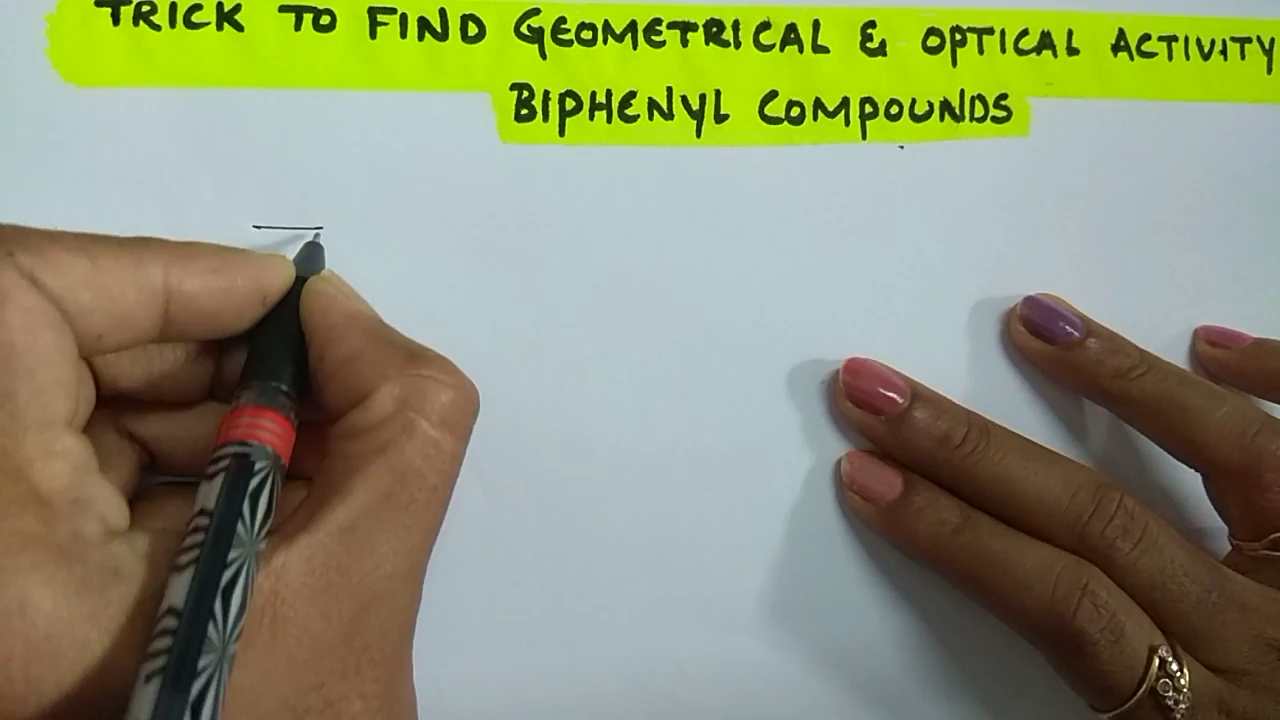 TRICK TO FIND GEOMETRICAL & OPTICAL ACTIVITY
BIPHENYL COMPOUNDS